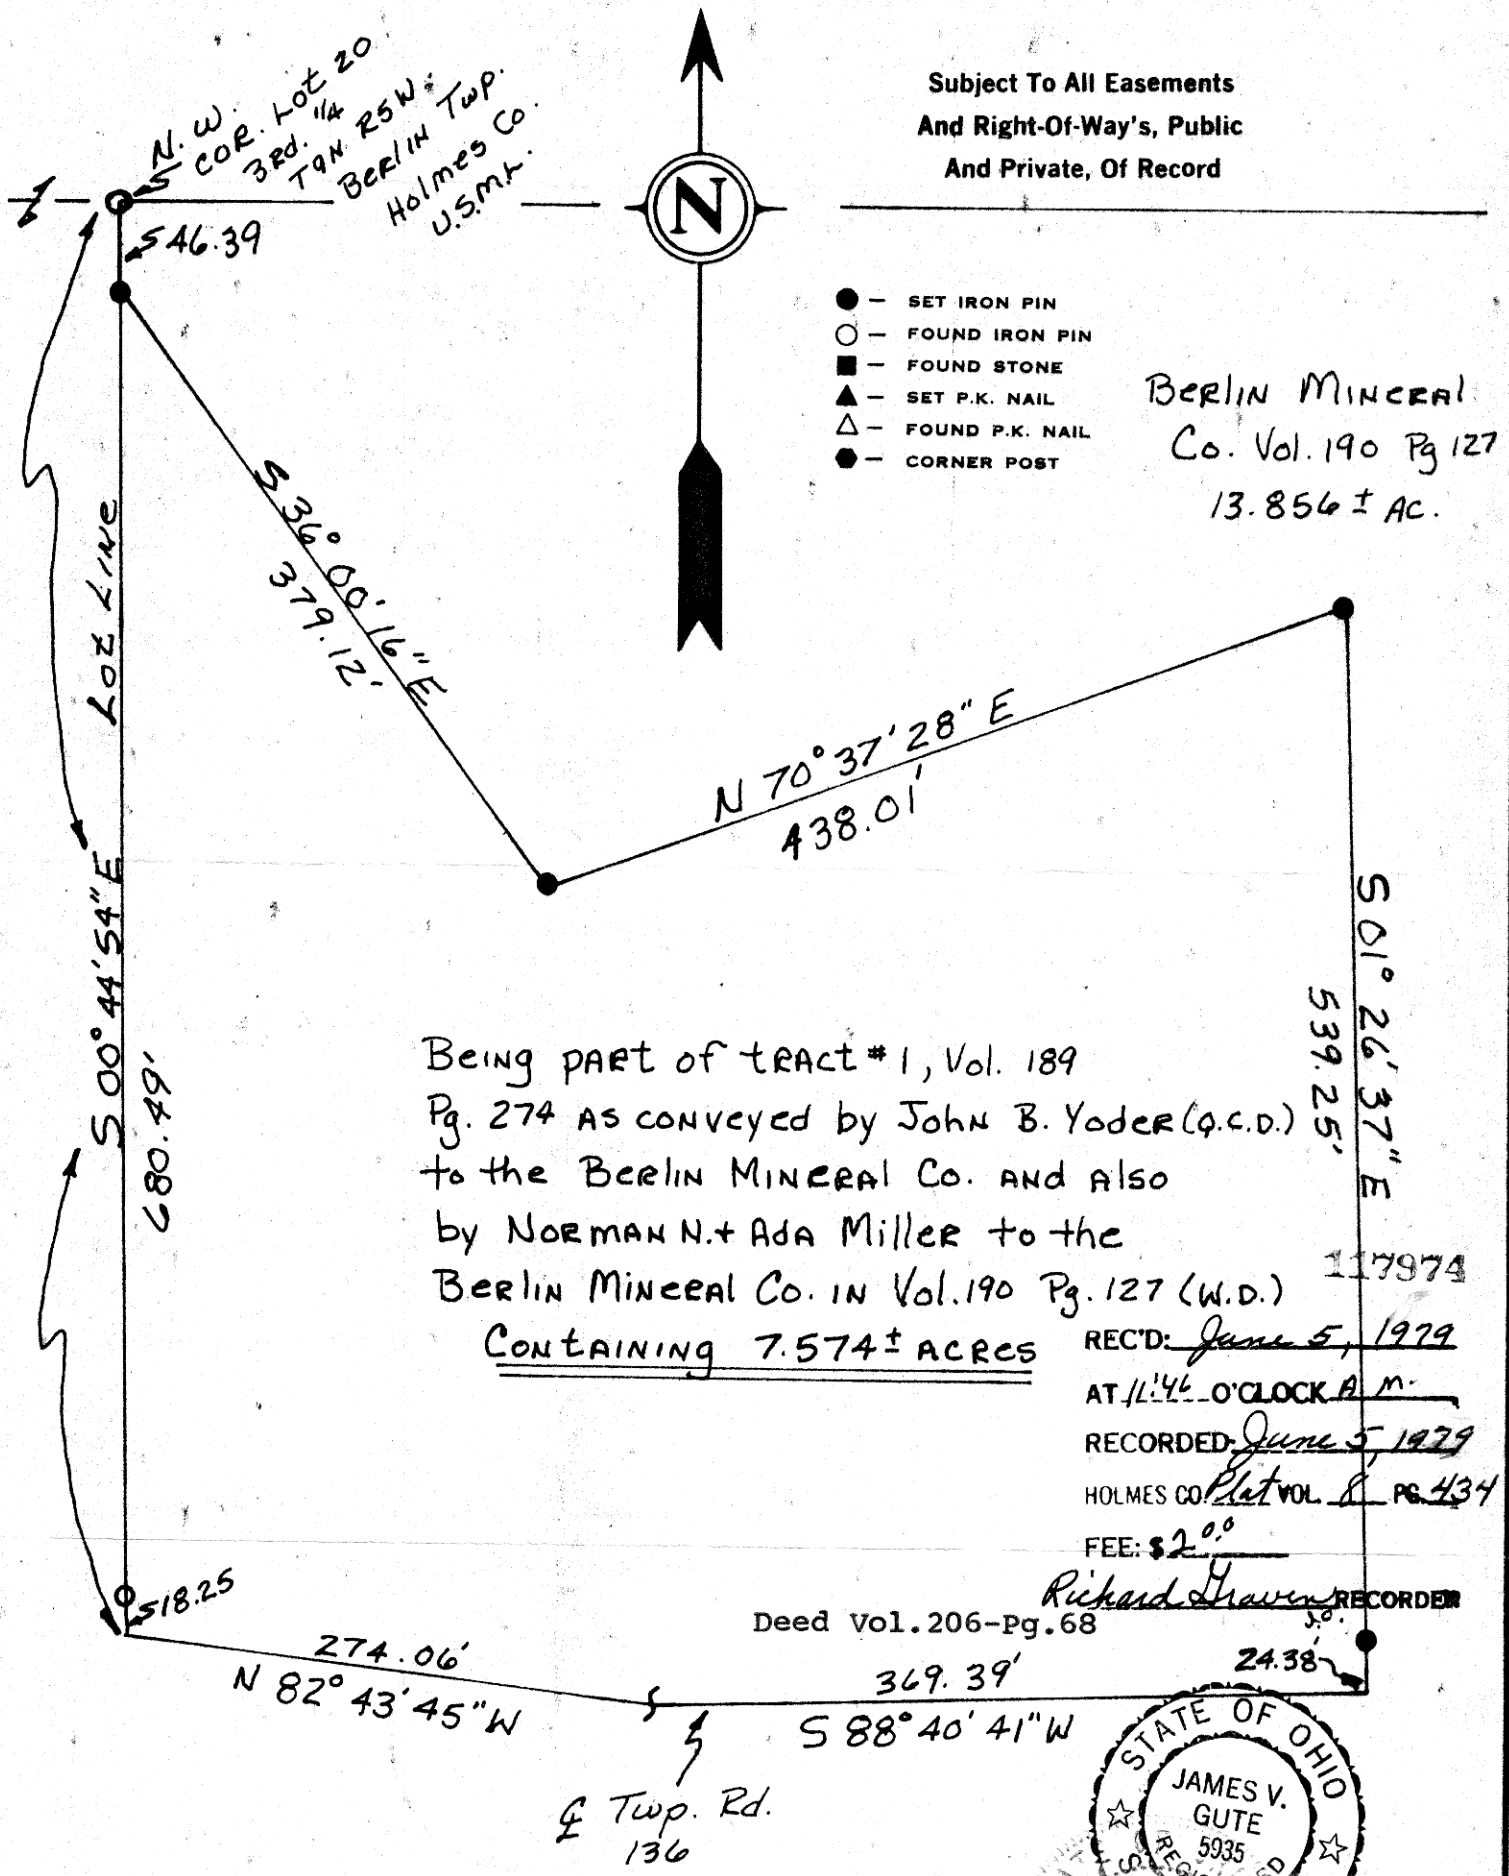 N. W.
COR. Lot 20
3Rd. 1/4
T9N R5W
Berlin Twp.
Holmes Co.
U.S.M.L.
Subject To All Easements
And Right-Of-Way's, Public
And Private, Of Record
N
46.39
● – SET IRON PIN
○ – FOUND IRON PIN
■ – FOUND STONE
▲ – SET P.K. NAIL
△ – FOUND P.K. NAIL
⬢ – CORNER POST
Berlin Mineral
Co. Vol. 190 Pg 127
13.856 ± AC.
S 36° 00' 16" E
379.12'
Lot Line
N 70° 37' 28" E
438.01'
S 00° 44' 54" E
680.49'
S 01° 26' 37" E
539.25'
Being part of tract #1, Vol. 189
Pg. 274 As conveyed by John B. Yoder (Q.C.D.)
to the Berlin Mineral Co. and also
by Norman N. + Ada Miller to the
Berlin Mineral Co. in Vol. 190 Pg. 127 (W.D.)
Containing 7.574± Acres
117974
REC'D: June 5, 1979
AT 11:46 O'CLOCK A M.
RECORDED June 5, 1979
HOLMES CO. Plat VOL 8 PG. 434
FEE: $2.00
Richard Graven RECORDER
18.25
Deed Vol.206-Pg.68
274.06'
N 82° 43' 45" W
369.39'
S 88° 40' 41" W
24.38'
℄ Twp. Rd.
136
STATE OF OHIO
JAMES V.
GUTE
5935